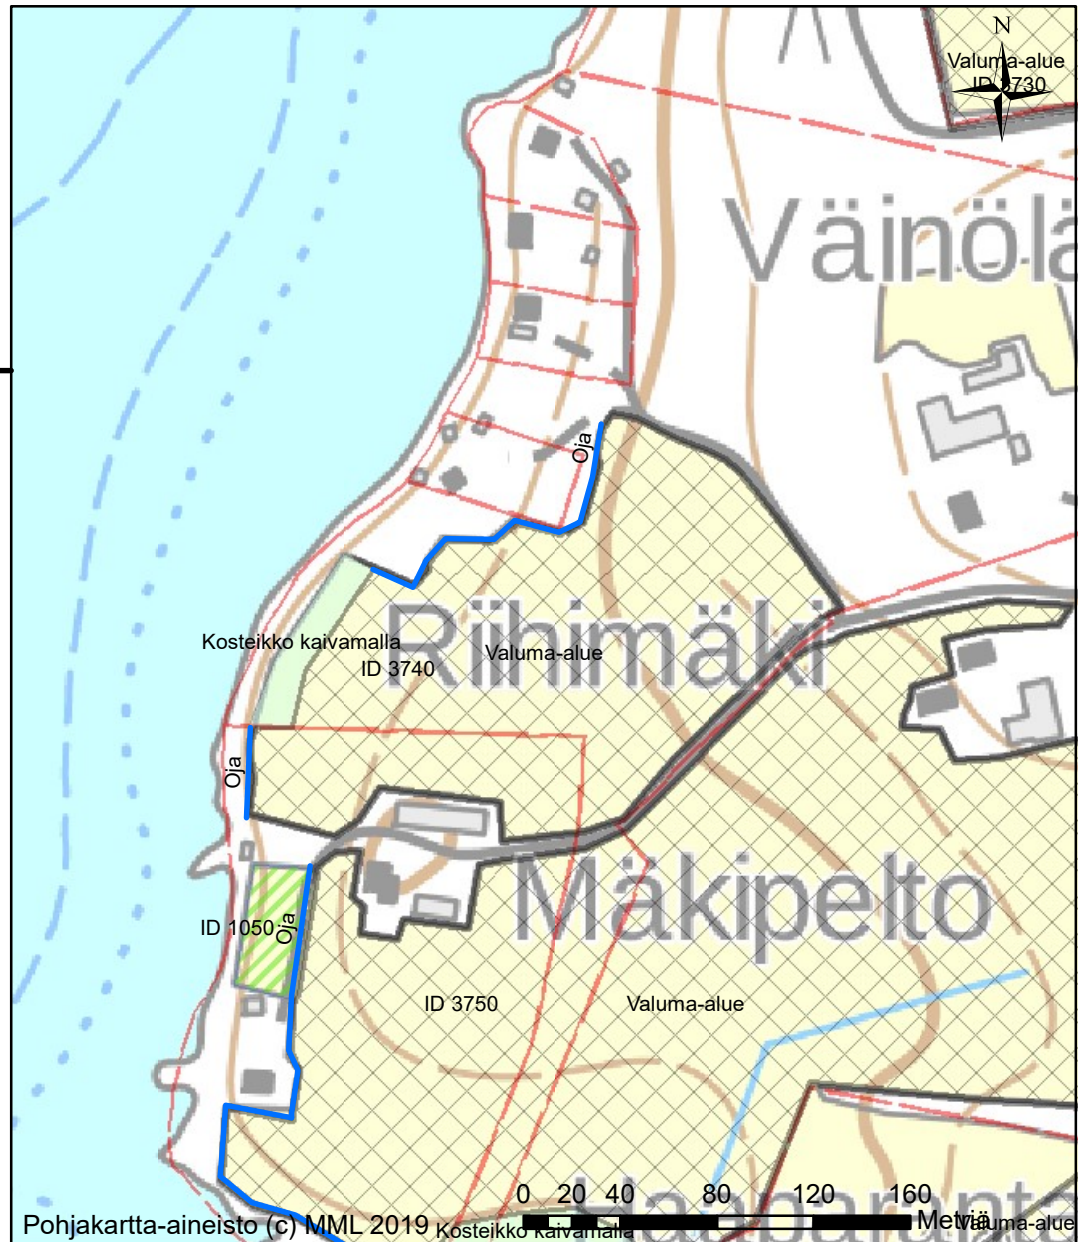 N
Valuma-alue
ID 3730
Väinölä
Oja
Riihimäki
Kosteikko kaivamalla
Valuma-alue
ID 3740
Oja
Mäkipelto
ID 1050
Oja
ID 3750
Valuma-alue
0 20 40 80 120 160
Metriä
Valuma-alue
Pohjakartta-aineisto (c) MML 2019
Kosteikko kaivamalla